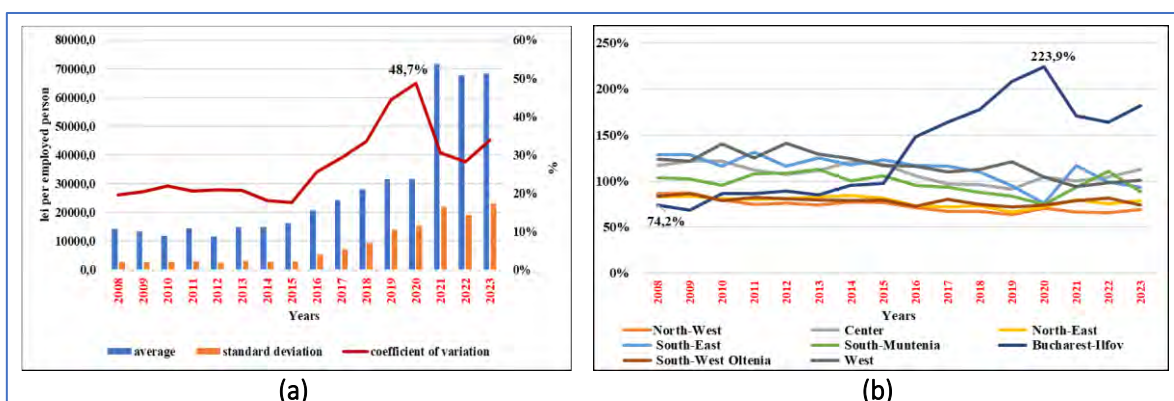 80000,0
70000,0
60000,0
50000,0
40000,0
30000,0
20000,0
10000,0
0,0
lei per employed person
60%
50%
40%
30%
20%
10%
0%
%
48,7%
2008 2009 2010 2011 2012 2013 2014 2015 2016 2017 2018 2019 2020 2021 2022 2023
Years
average standard deviation coefficient of variation
(a)
250%
200%
150%
100%
50%
0%
223,9%
74,2%
2008 2009 2010 2011 2012 2013 2014 2015 2016 2017 2018 2019 2020 2021 2022 2023
Years
North-West Center North-East
South-East South-Muntenia Bucharest-Ilfov
South-West Oltenia West
(b)